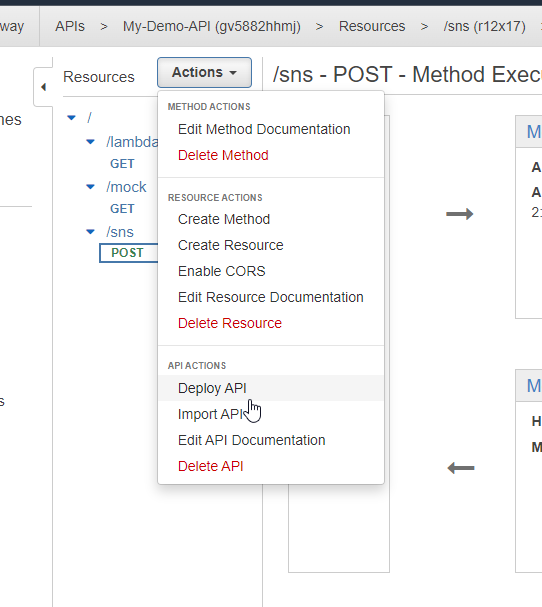 way APIs > My-Demo-API (gv5882hhmj) > Resources > /sns (r12x17)
Resources Actions /sns - POST - Method Exec
nes
/
/lambda
GET
/mock
GET
/sns
POST
METHOD ACTIONS
Edit Method Documentation
Delete Method
RESOURCE ACTIONS
Create Method
Create Resource
Enable CORS
Edit Resource Documentation
Delete Resource
API ACTIONS
Deploy API
Import API
Edit API Documentation
Delete API
M
A
A
2:
M
H
M
s